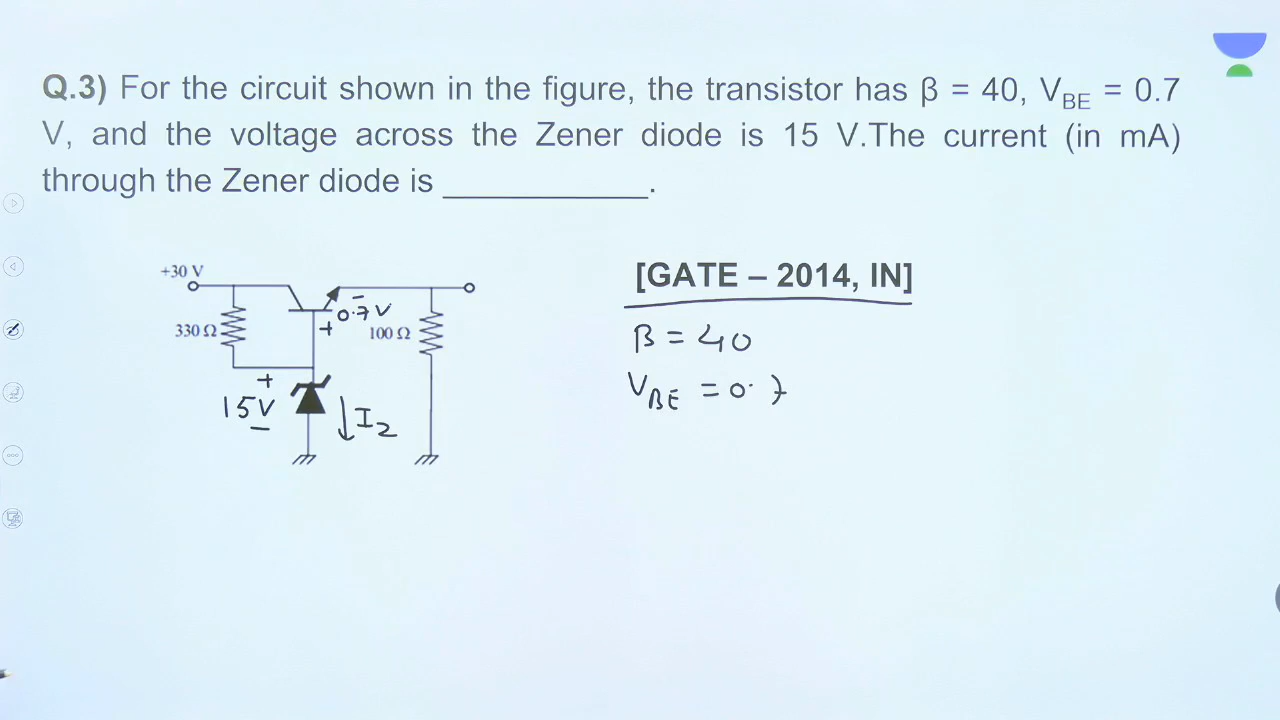 Q.3) For the circuit shown in the figure, the transistor has β = 40, VBE = 0.7
V, and the voltage across the Zener diode is 15 V.The current (in mA)
through the Zener diode is ____________.
[GATE – 2014, IN]
+30 V
330 Ω
100 Ω
- 0.7 V +
+ 15V -
Iz
β = 40
VBE = 0.7